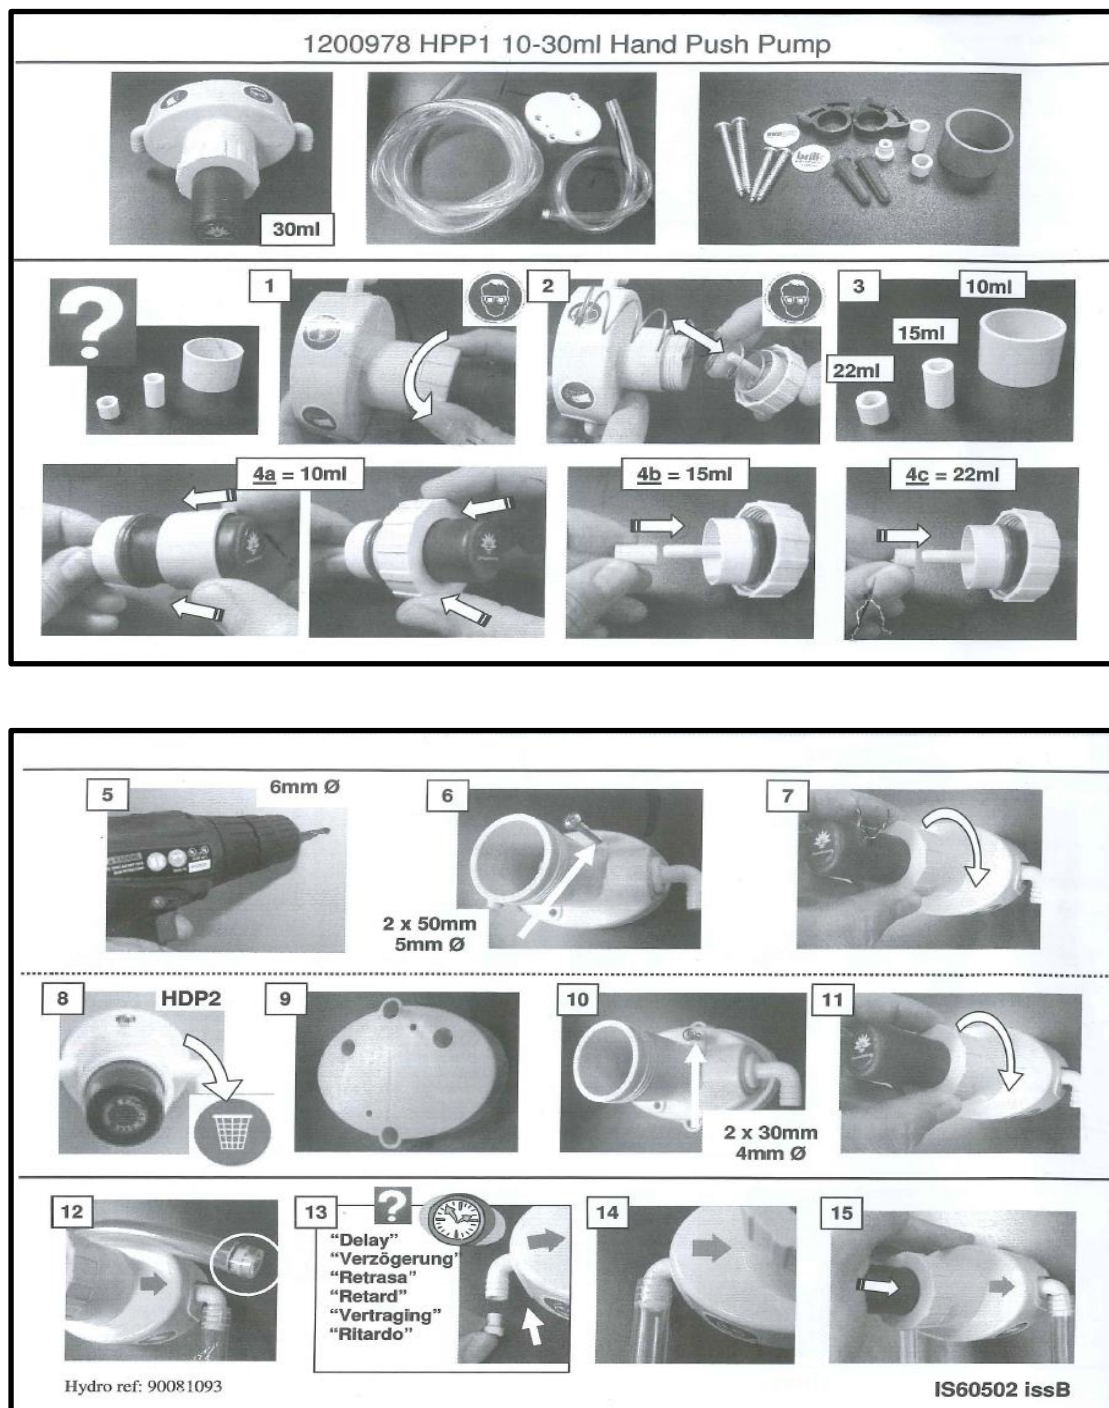 1200978 HPP1 10-30ml Hand Push Pump
30ml
brill
1
2
3
10ml
15ml
22ml
4a = 10ml
4b = 15ml
4c = 22ml
5
6mm Ø
6
2 x 50mm
5mm Ø
7
8
HDP2
9
10
2 x 30mm
4mm Ø
11
12
13
?
"Delay"
"Verzögerung"
"Retrasa"
"Retard"
"Vertraging"
"Ritardo"
14
15
Hydro ref: 90081093
IS60502 issB